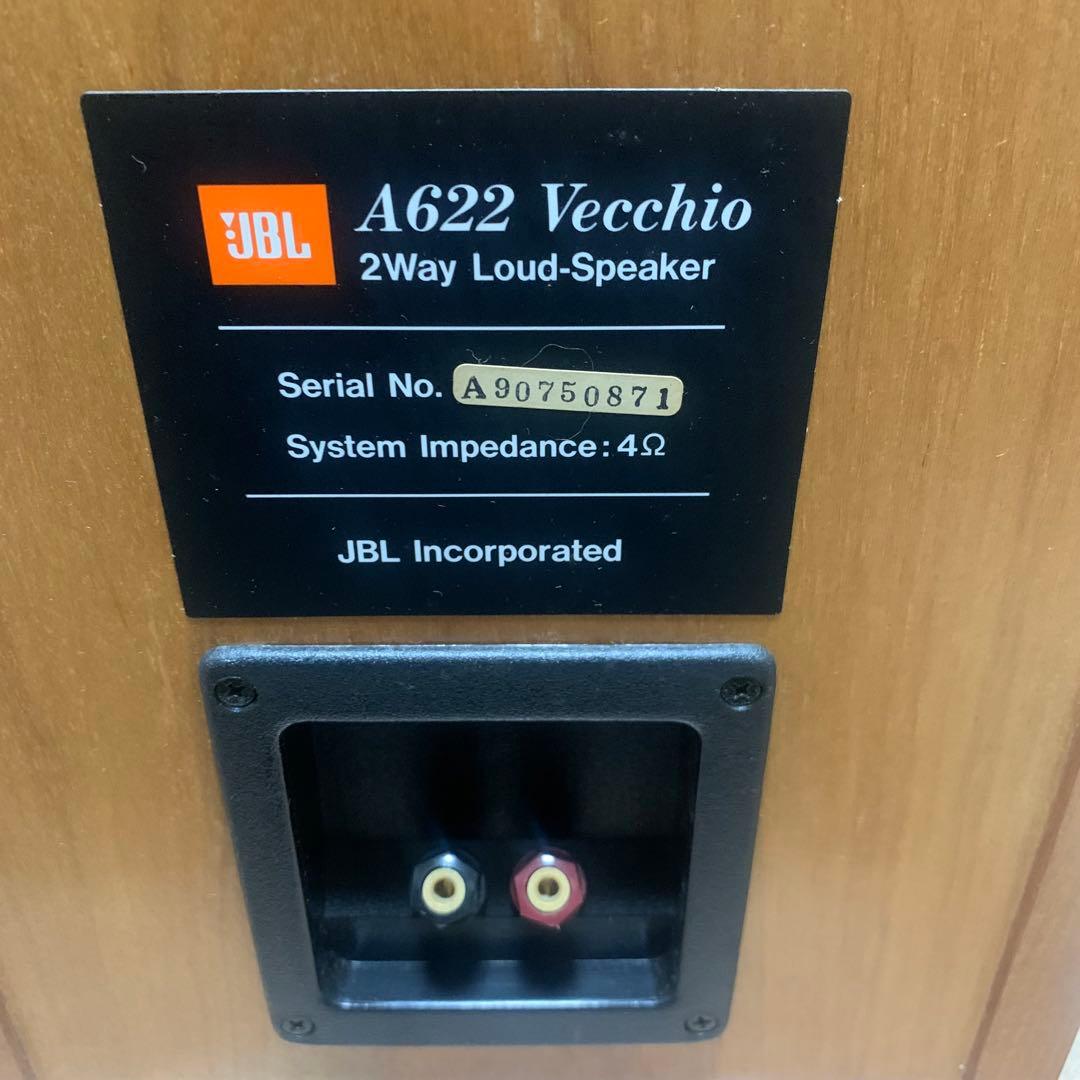 JBL
A622 Vecchio
2Way Loud-Speaker
Serial No. A90750871
System Impedance: 4Ω
JBL Incorporated